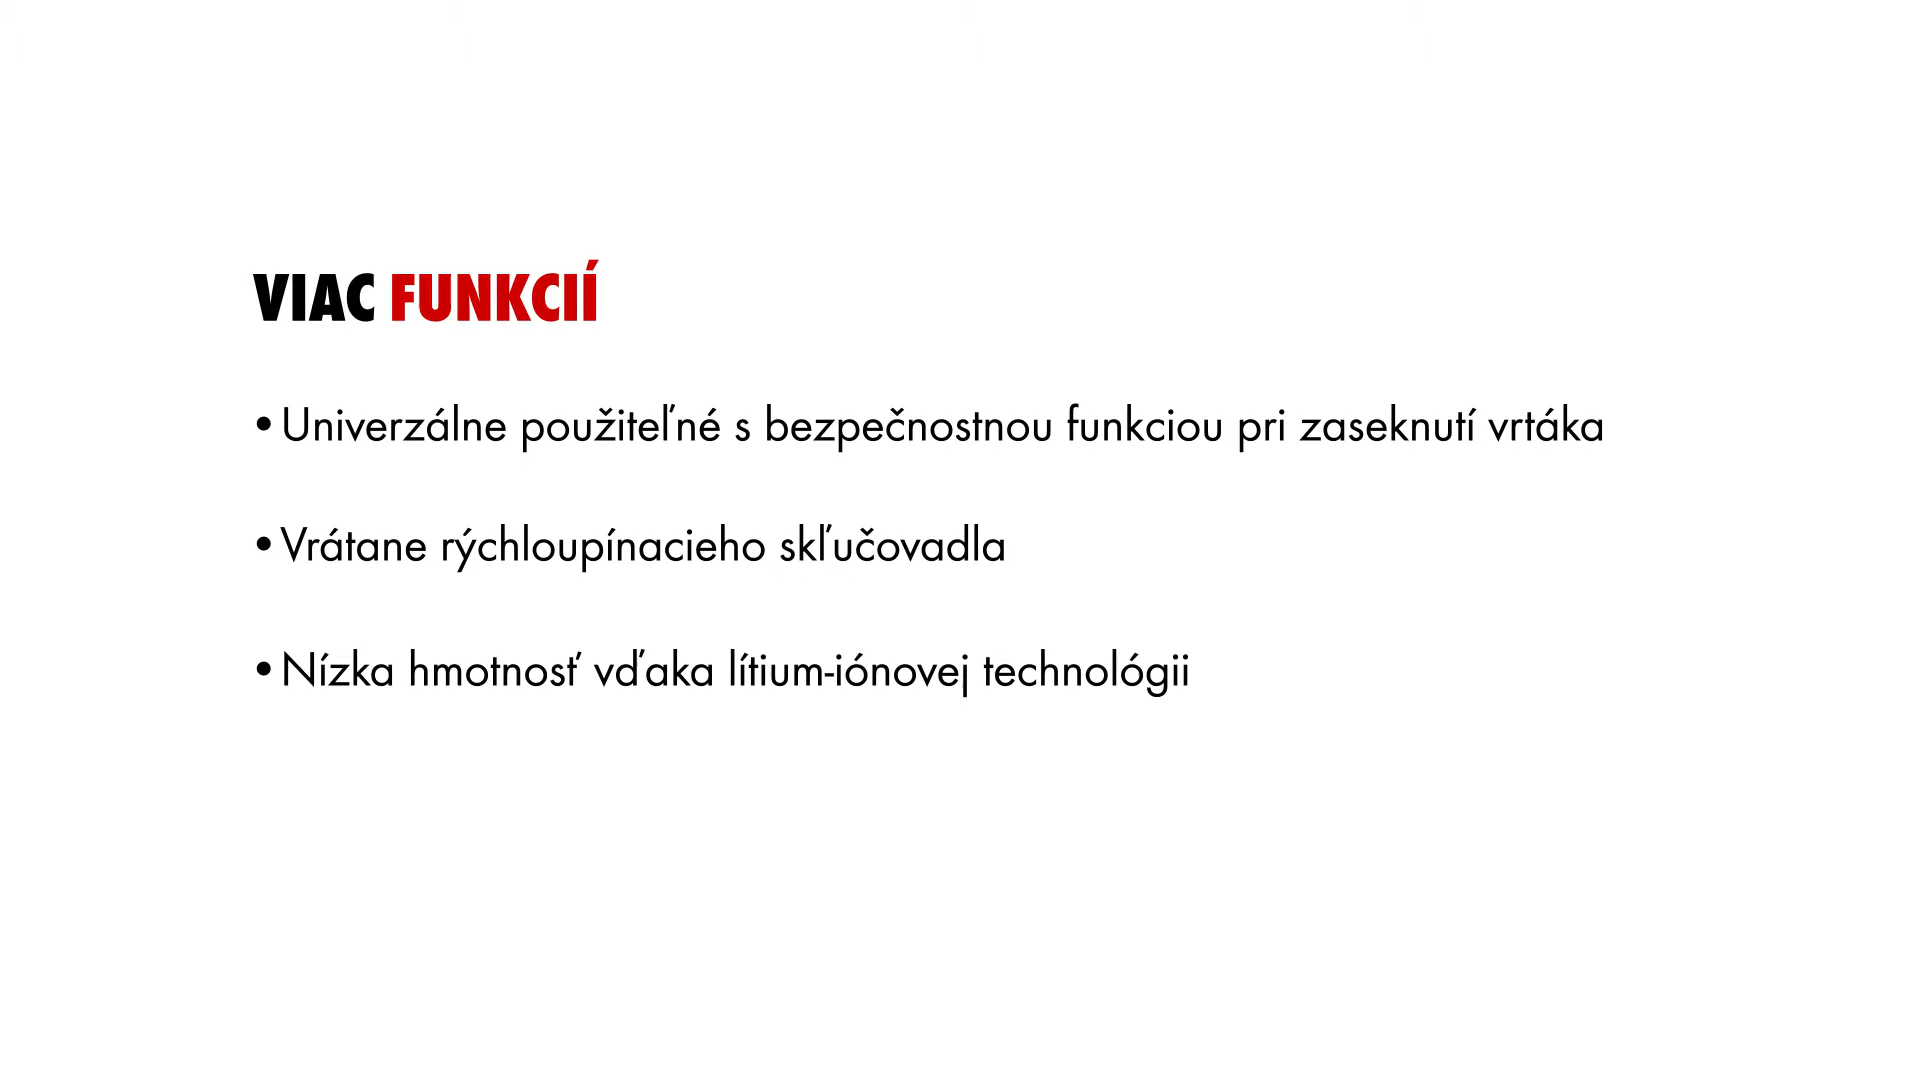 VIAC FUNKCIÍ
•Univerzálne použiteľné s bezpečnostnou funkciou pri zaseknutí vrtáka
•Vrátane rýchloupínacieho skľučovadla
•Nízka hmotnosť vďaka lítium-iónovej technológii